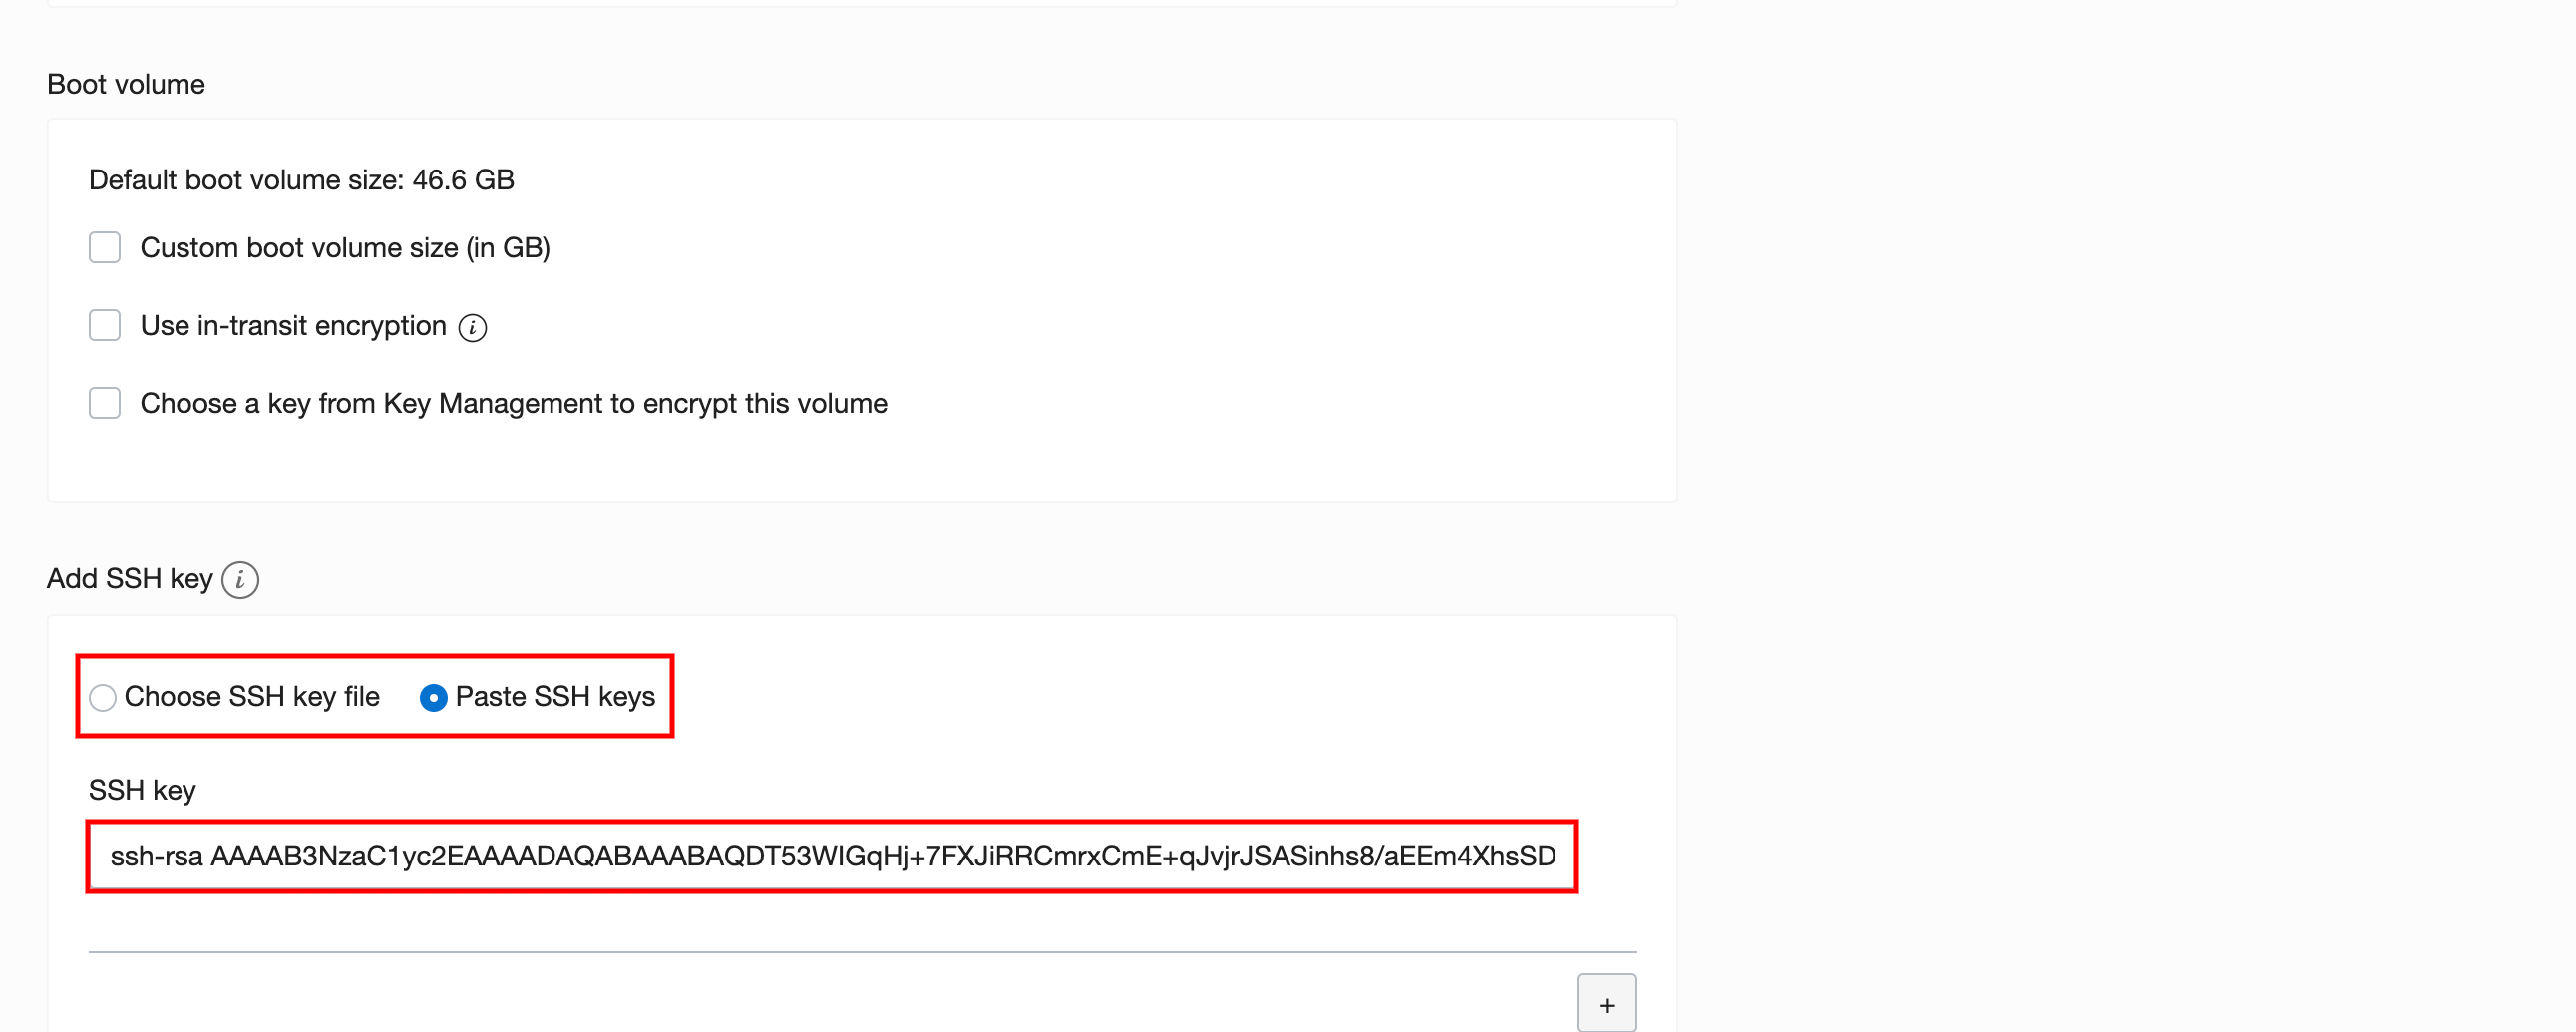 Boot volume
Default boot volume size: 46.6 GB
Custom boot volume size (in GB)
Use in-transit encryption i
Choose a key from Key Management to encrypt this volume
Add SSH key i
Choose SSH key file Paste SSH keys
SSH key
ssh-rsa AAAAB3NzaC1yc2EAAAADAQABAAABAQDT53WIGqHj+7FXJiRRCmrxCmE+qJvjrJSASinhs8/aEEm4XhsSD
+